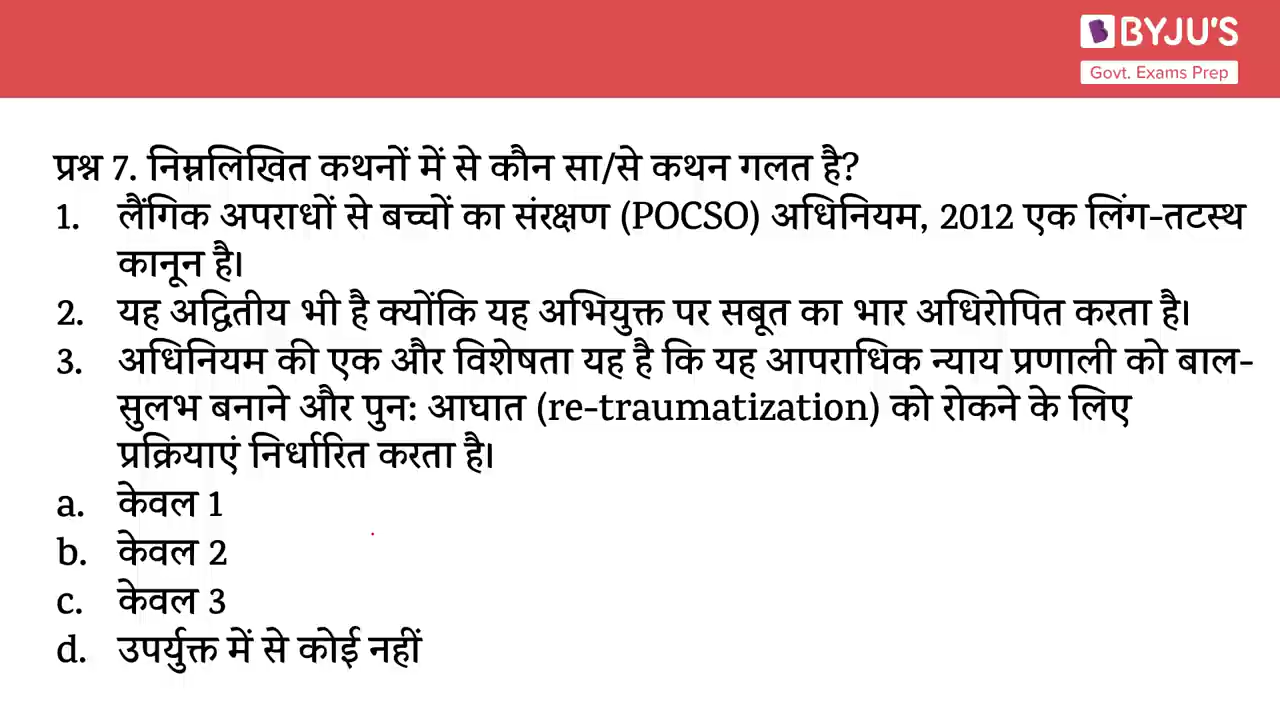 BYJU'S
Govt. Exams Prep
प्रश्न 7. निम्नलिखित कथनों में से कौन सा/से कथन गलत है?
1. लैंगिक अपराधों से बच्चों का संरक्षण (POCSO) अधिनियम, 2012 एक लिंग-तटस्थ
कानून है।
2. यह अद्वितीय भी है क्योंकि यह अभियुक्त पर सबूत का भार अधिरोपित करता है।
3. अधिनियम की एक और विशेषता यह है कि यह आपराधिक न्याय प्रणाली को बाल-
सुलभ बनाने और पुन: आघात (re-traumatization) को रोकने के लिए
प्रक्रियाएं निर्धारित करता है।
a. केवल 1
b. केवल 2
c. केवल 3
d. उपर्युक्त में से कोई नहीं